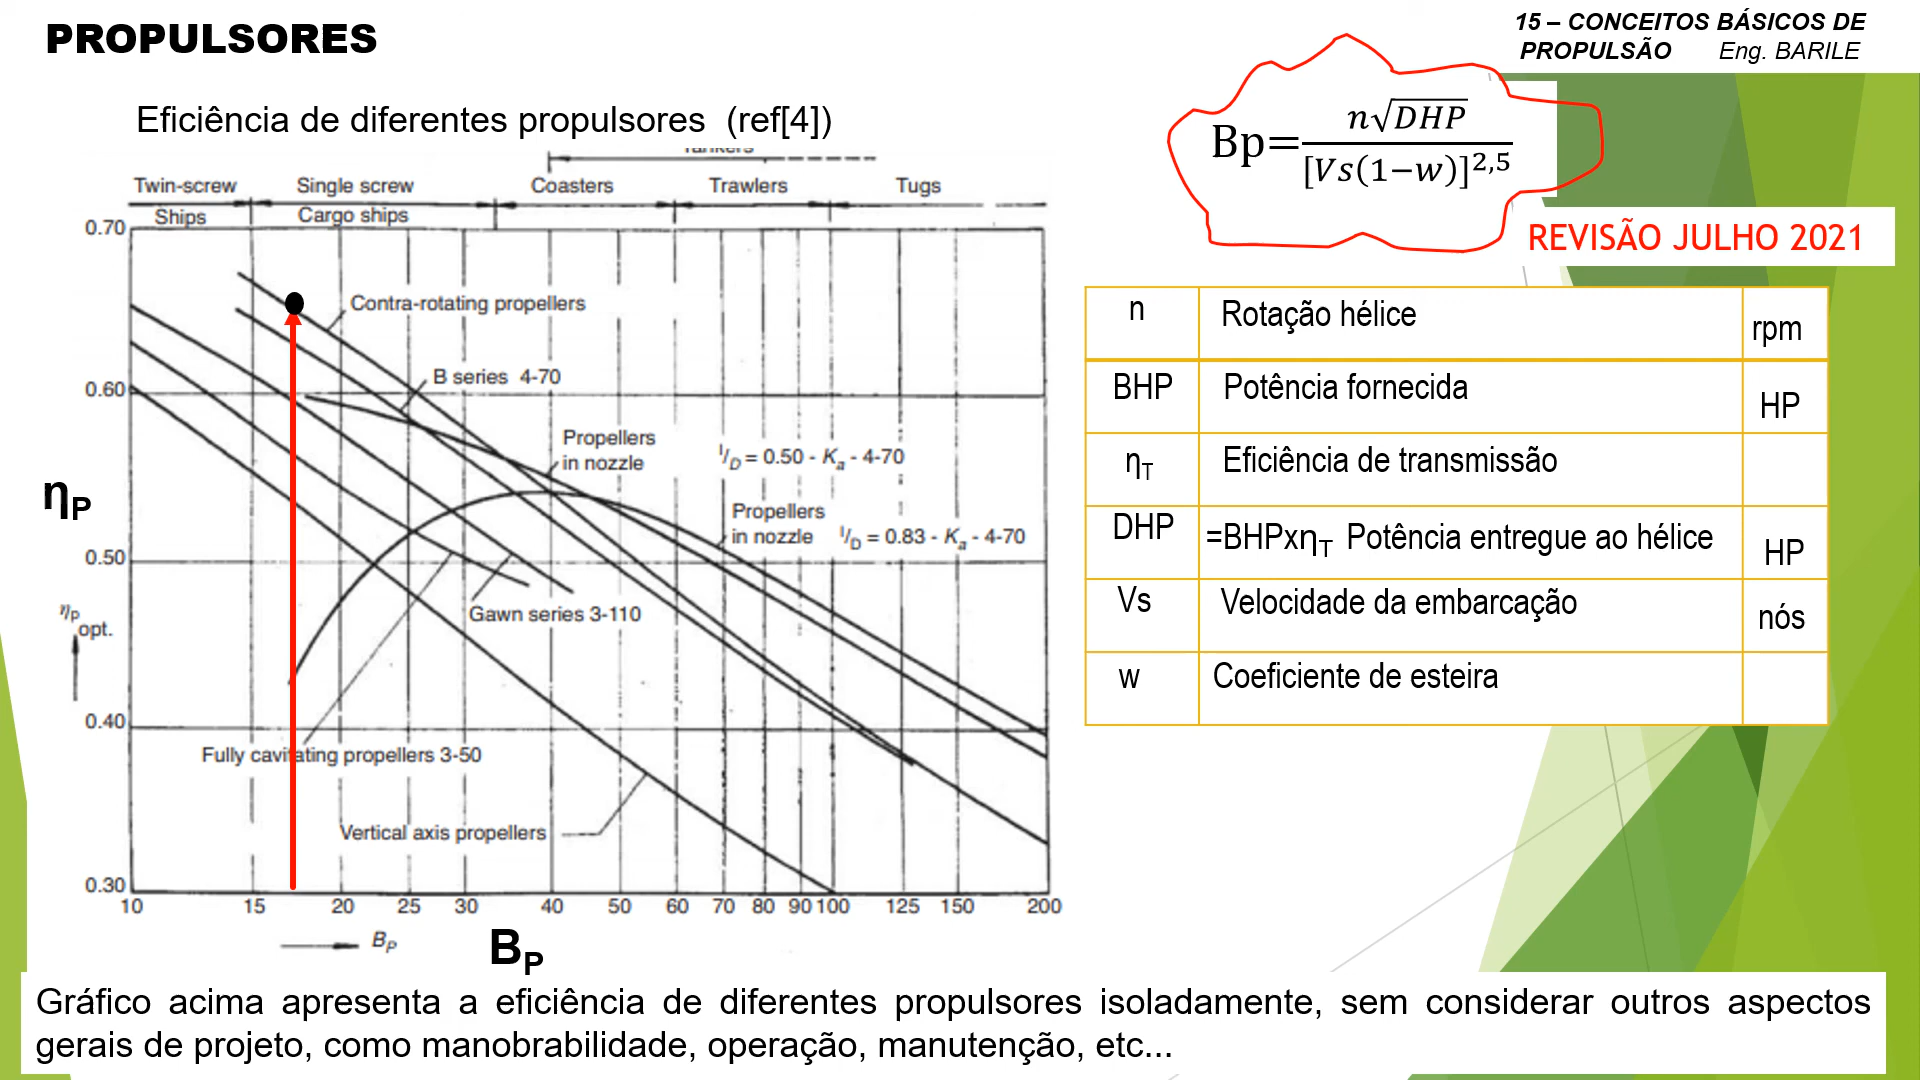 PROPULSORES
15 – CONCEITOS BÁSICOS DE
PROPULSÃO Eng. BARILE
Eficiência de diferentes propulsores (ref[4])
Bp=n√DHP/[Vs(1−w)]^2,5
REVISÃO JULHO 2021
Tankers
Twin-screw Single screw Coasters Trawlers Tugs
Ships Cargo ships
0.70
Contra-rotating propellers
B series 4-70
0.60
Propellers
in nozzle
I/D = 0.50 - Ka - 4-70
Propellers
in nozzle I/D = 0.83 - Ka - 4-70
ηP
0.50
Gawn series 3-110
ηp
opt.
0.40
Fully cavitating propellers 3-50
Vertical axis propellers
0.30
10 15 20 25 30 40 50 60 70 80 90 100 125 150 200
BP
BP
n Rotação hélice rpm
BHP Potência fornecida HP
ηT Eficiência de transmissão
DHP =BHPxηT Potência entregue ao hélice HP
Vs Velocidade da embarcação nós
w Coeficiente de esteira
Gráfico acima apresenta a eficiência de diferentes propulsores isoladamente, sem considerar outros aspectos
gerais de projeto, como manobrabilidade, operação, manutenção, etc...